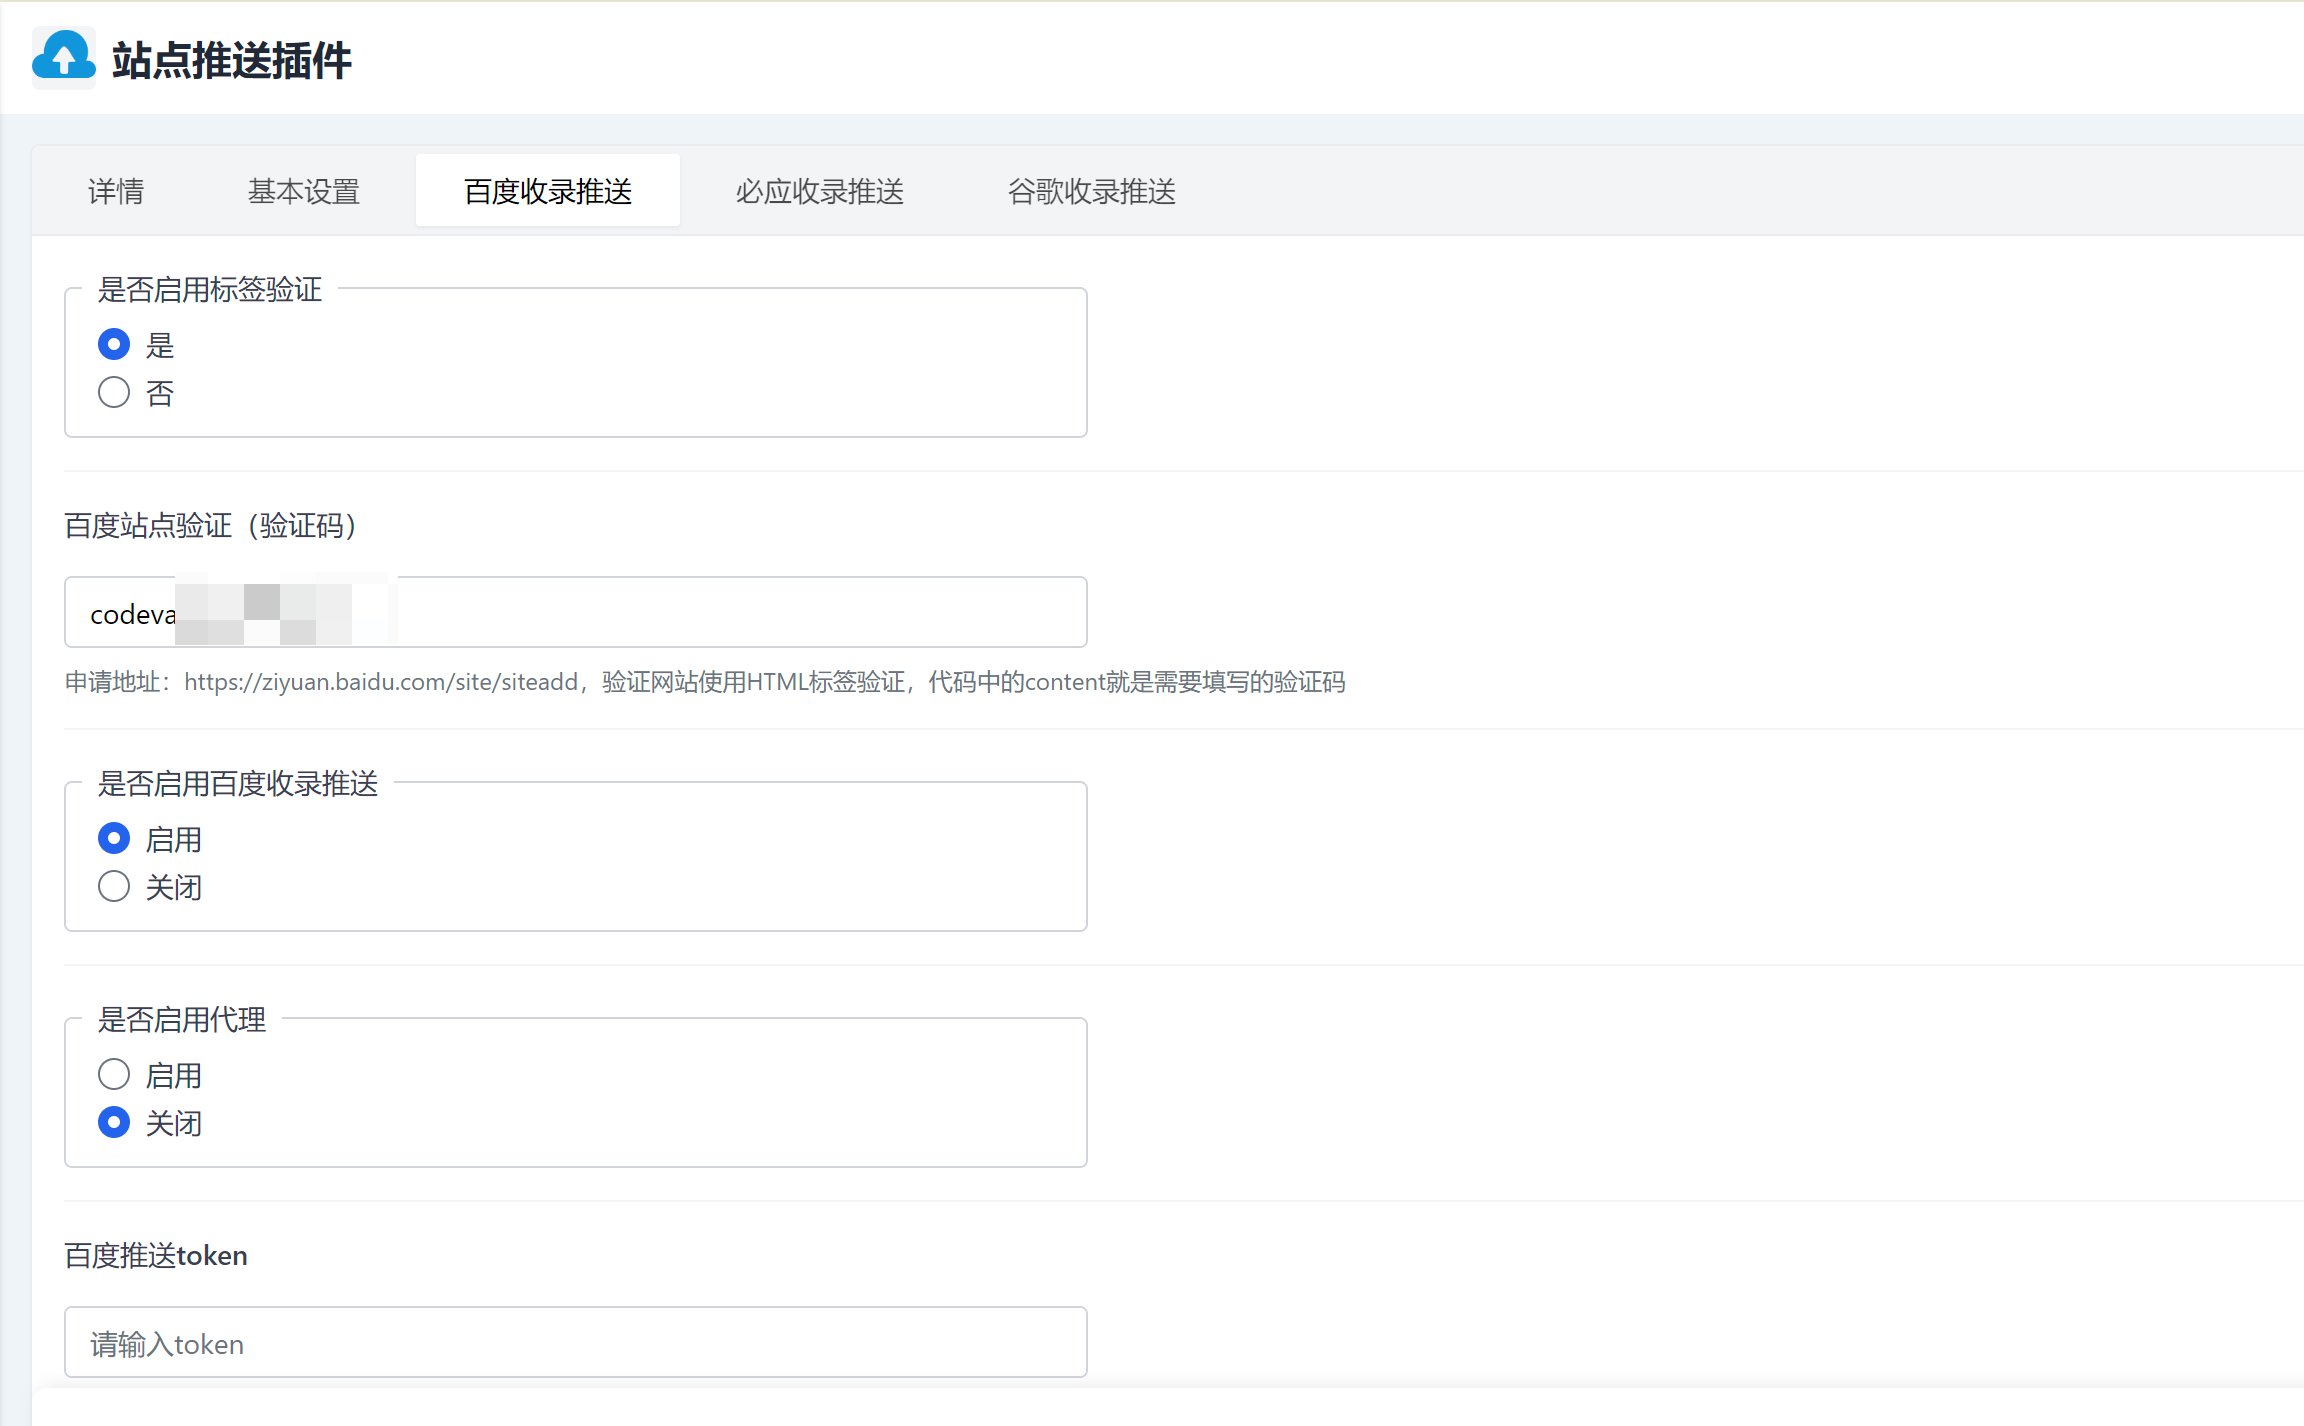 站点推送插件
详情 基本设置 百度收录推送 必应收录推送 谷歌收录推送
是否启用标签验证
是
否
百度站点验证（验证码）
codeva
申请地址：https://ziyuan.baidu.com/site/siteadd，验证网站使用HTML标签验证，代码中的content就是需要填写的验证码
是否启用百度收录推送
启用
关闭
是否启用代理
启用
关闭
百度推送token
请输入token